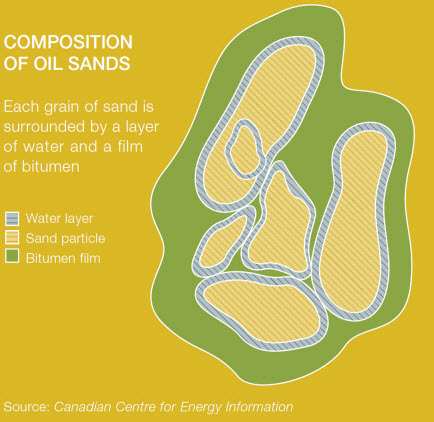 COMPOSITION
OF OIL SANDS
Each grain of sand is
surrounded by a layer
of water and a film
of bitumen
Water layer
Sand particle
Bitumen film
Source: Canadian Centre for Energy Information